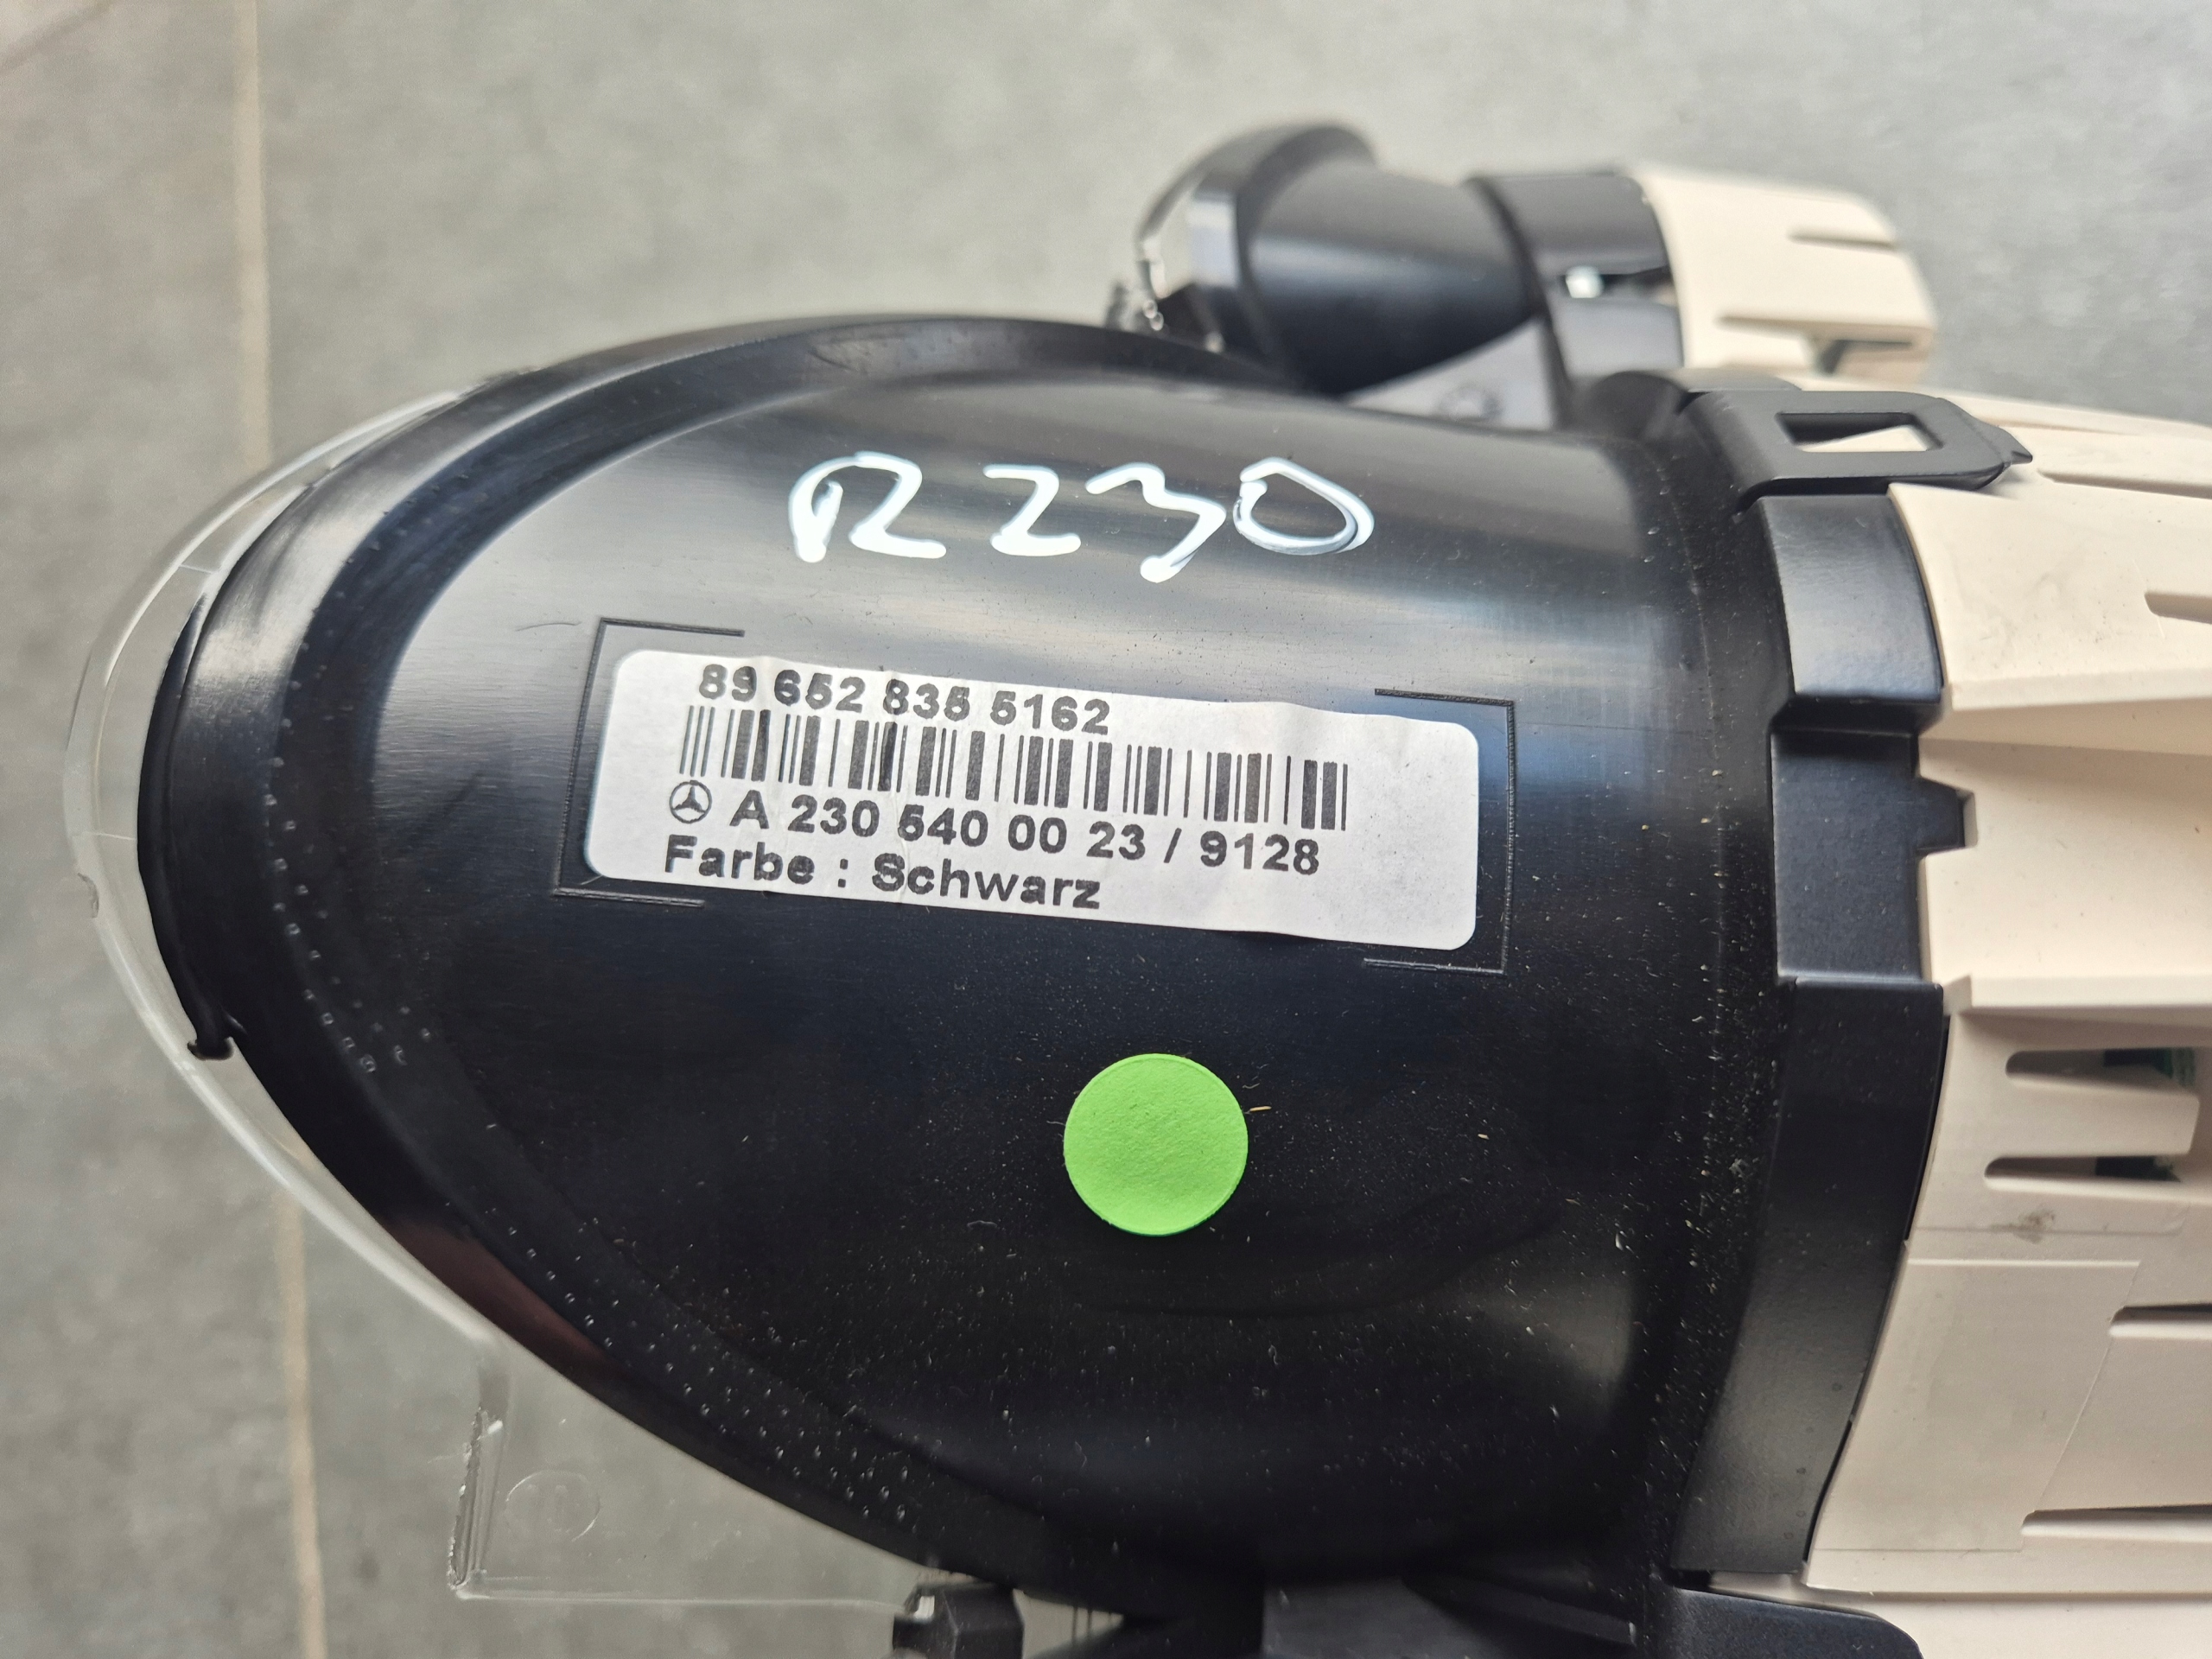 R230
89 652 835 5162
A 230 540 00 23 / 9128
Farbe : Schwarz